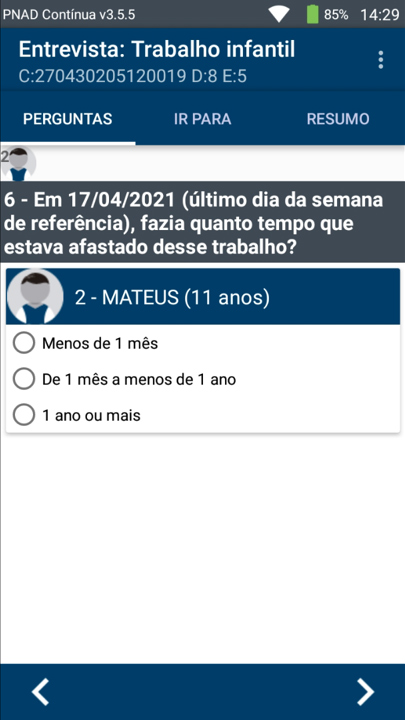 PNAD Contínua v3.5.5 85% 14:29
Entrevista: Trabalho infantil
C:270430205120019 D:8 E:5
PERGUNTAS IR PARA RESUMO
2
6 - Em 17/04/2021 (último dia da semana
de referência), fazia quanto tempo que
estava afastado desse trabalho?
2 - MATEUS (11 anos)
Menos de 1 mês
De 1 mês a menos de 1 ano
1 ano ou mais